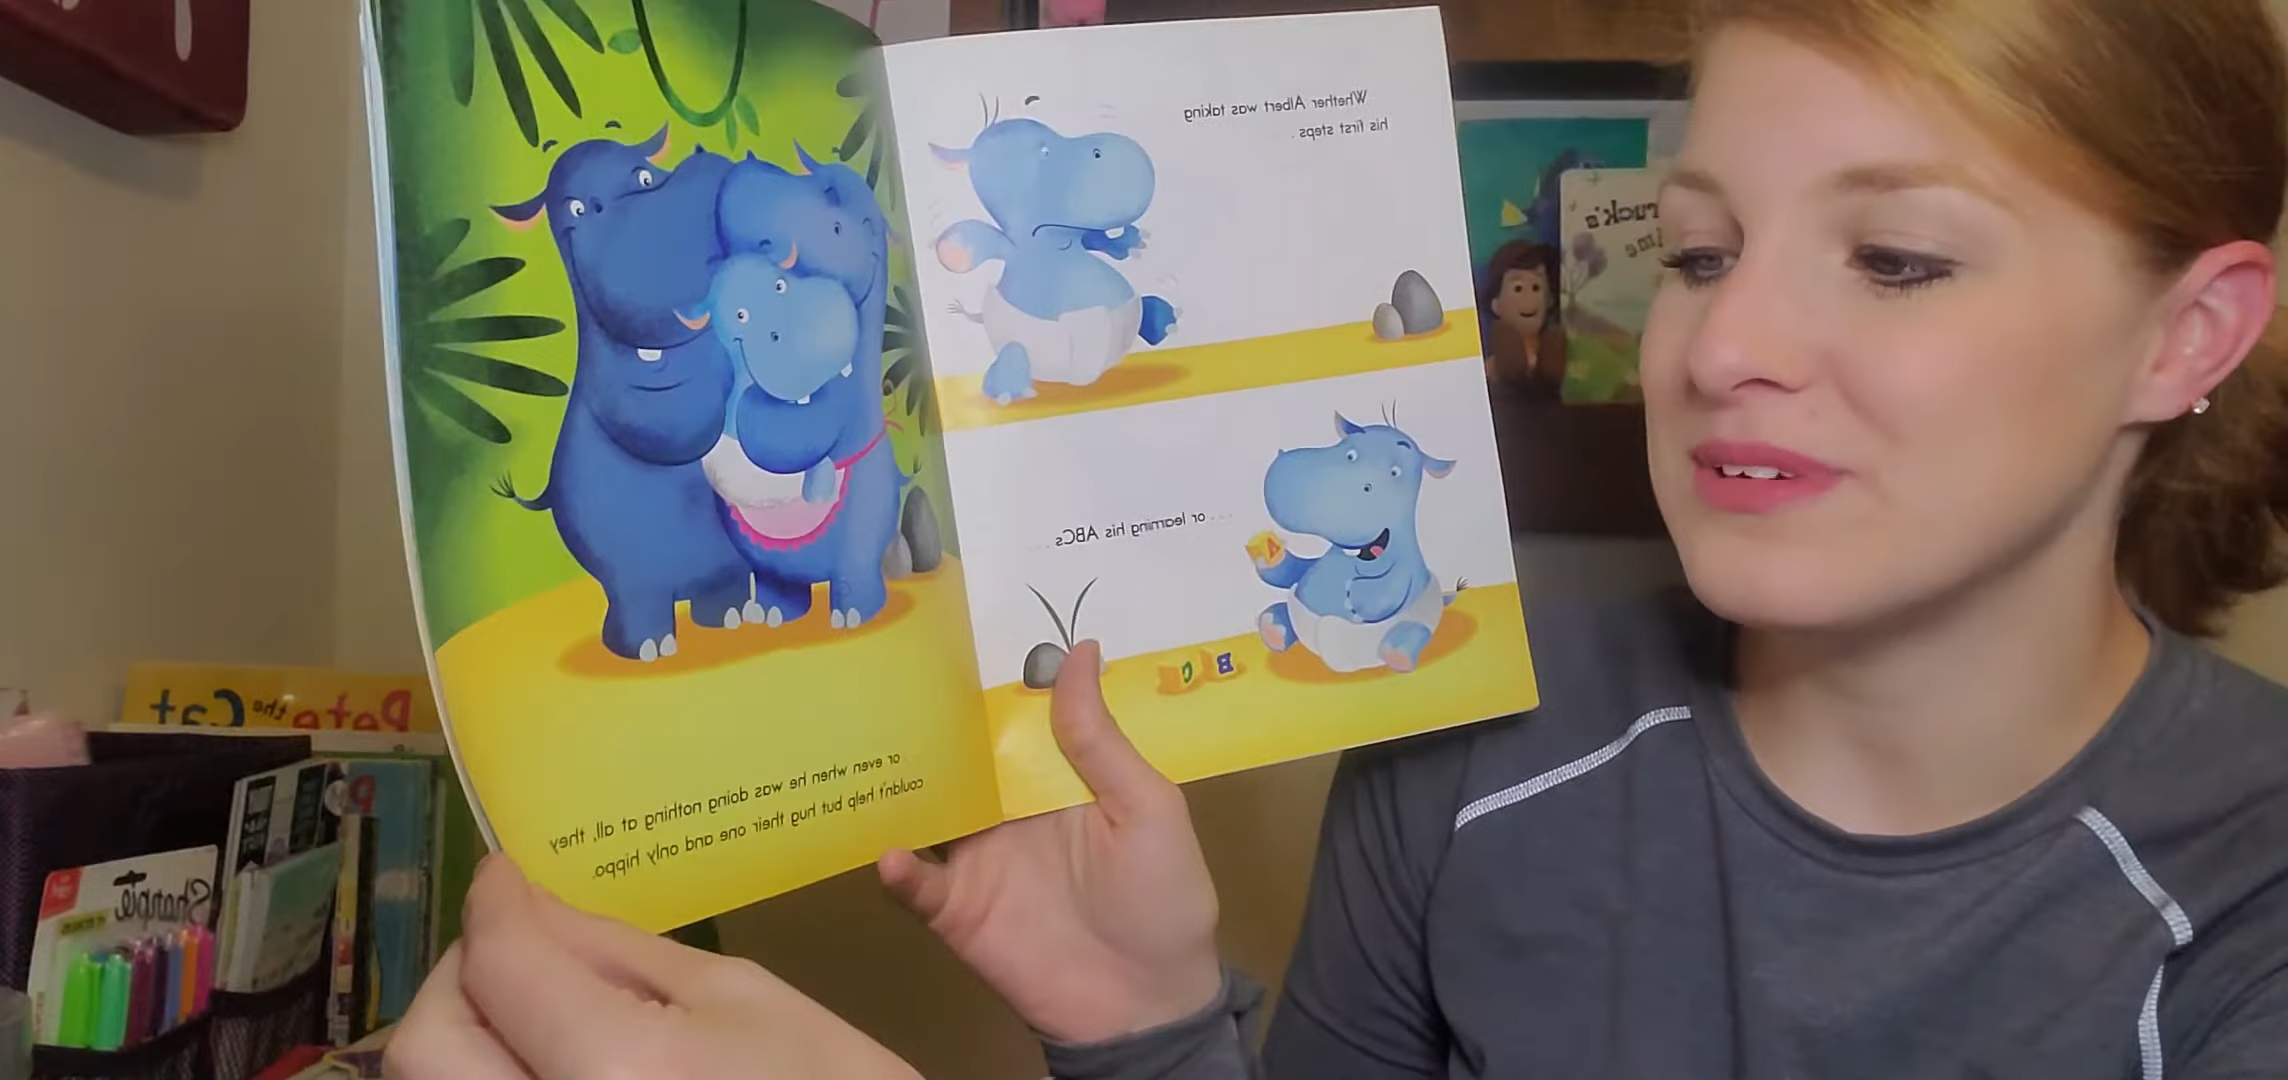 Whether Albert was taking
his first steps .
. . . or learning his ABCs . . .
or even when he was doing nothing at all, they
couldn't help but hug their one and only hippo.
A
B
C
Pete the Cat
Sharpie